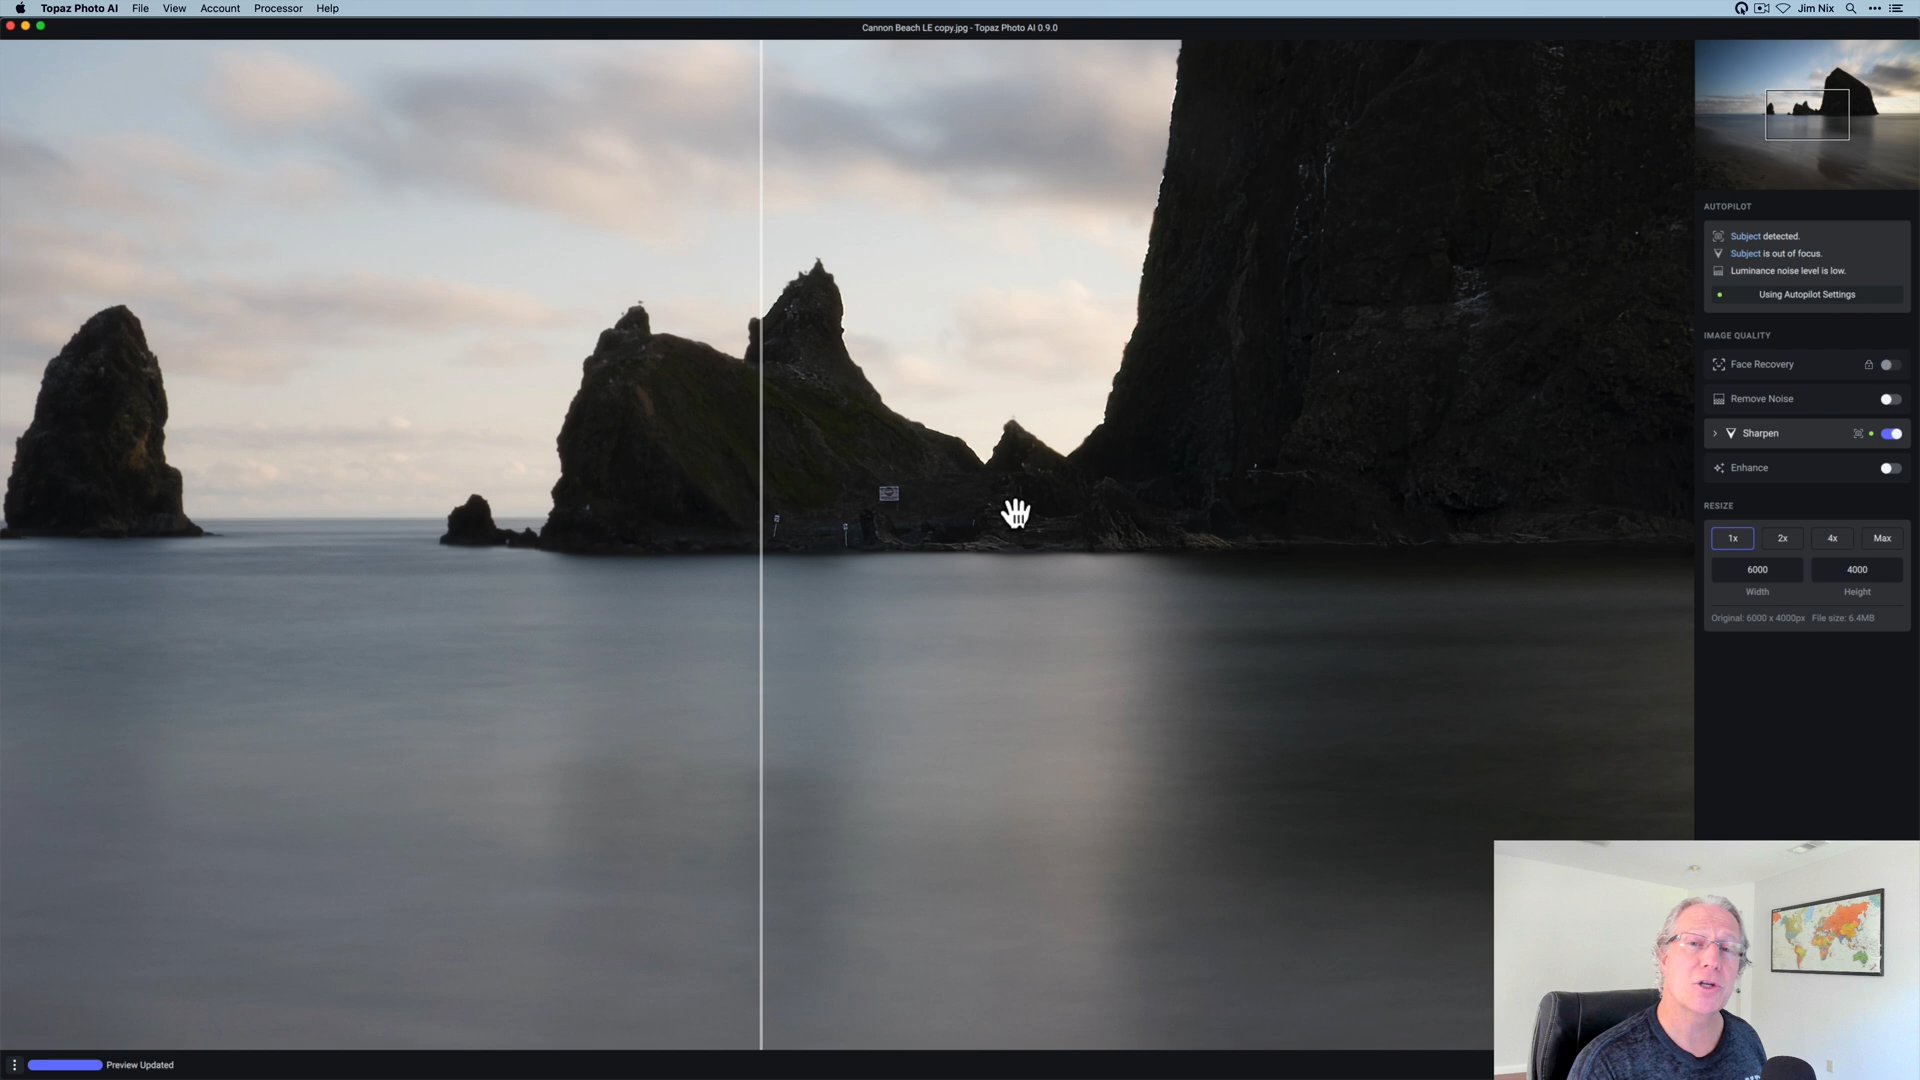 Topaz Photo AI File View Account Processor Help Jim Nix
Cannon Beach LE copy.jpg - Topaz Photo AI 0.9.0
AUTOPILOT
Subject detected.
Subject is out of focus.
Luminance noise level is low.
Using Autopilot Settings
IMAGE QUALITY
Face Recovery
Remove Noise
Sharpen
Enhance
RESIZE
1x 2x 4x Max
6000 4000
Width Height
Original: 6000 x 4000px File size: 6.4MB
Preview Updated